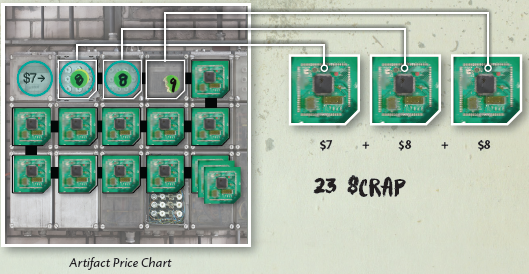 $7→ 8 8 9
$7 + $8 + $8
23 SCRAP
Artifact Price Chart